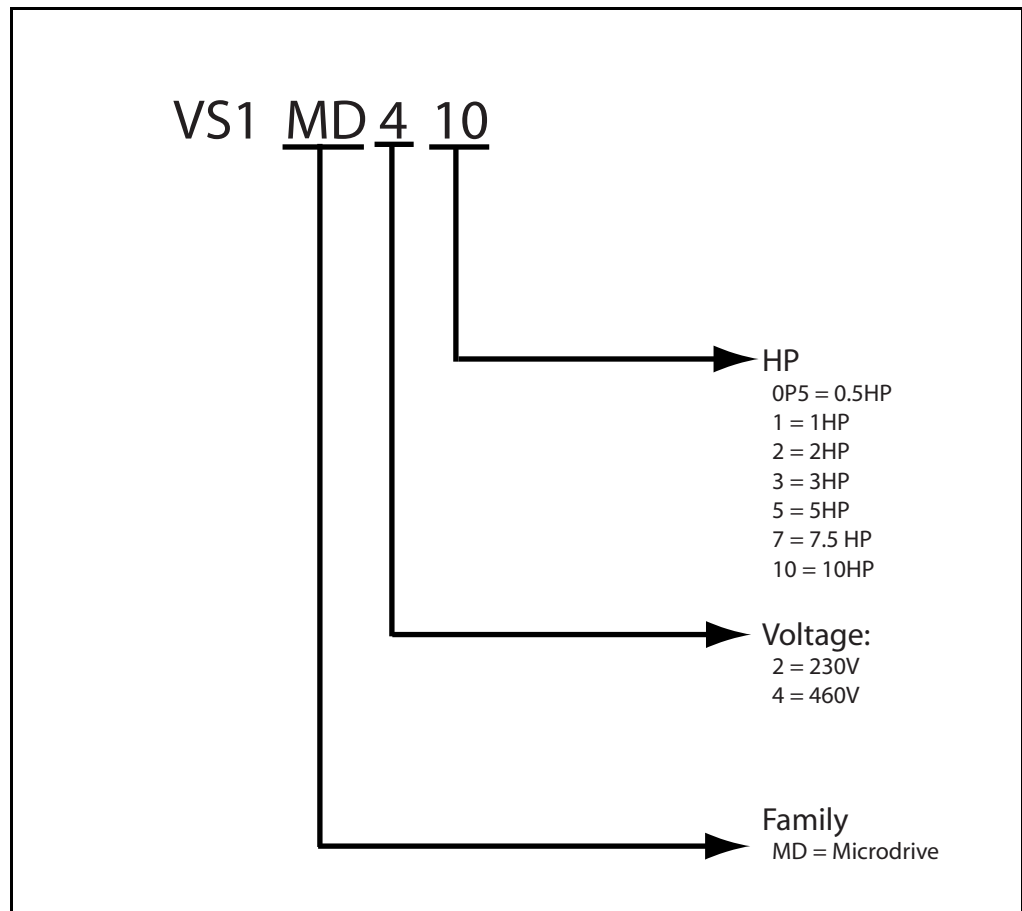 VS1 MD 4 10
HP
0P5 = 0.5HP
1 = 1HP
2 = 2HP
3 = 3HP
5 = 5HP
7 = 7.5 HP
10 = 10HP
Voltage:
2 = 230V
4 = 460V
Family
MD = Microdrive